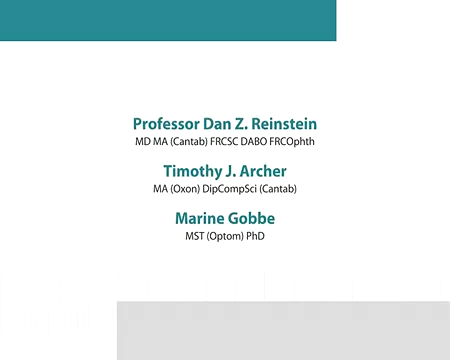 Professor Dan Z. Reinstein
MD MA (Cantab) FRCSC DABO FRCOphth
Timothy J. Archer
MA (Oxon) DipCompSci (Cantab)
Marine Gobbe
MST (Optom) PhD